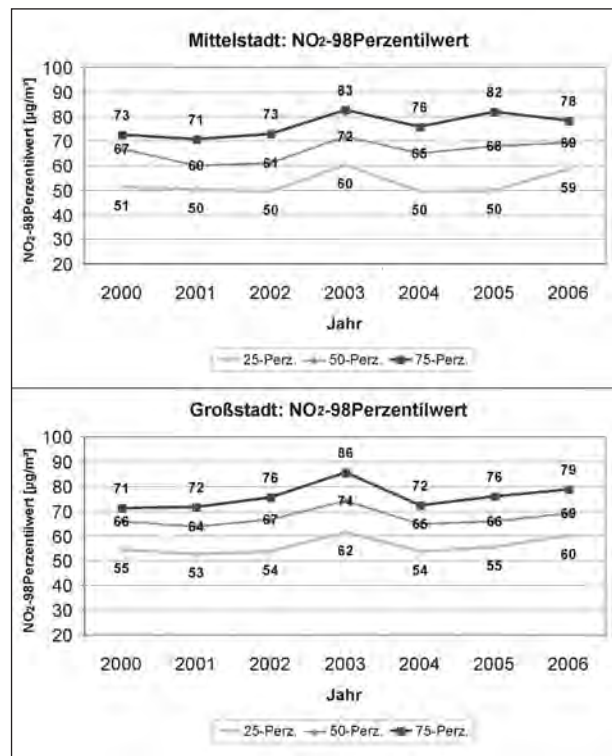 Mittelstadt: NO2-98Perzentilwert
NO2-98Perzentilwert [µg/m³]
100
90
80
70
60
50
40
30
20
73 71 73 83 76 82 78
67 60 61 72 65 68 69
51 50 50 60 50 50 59
2000 2001 2002 2003 2004 2005 2006
Jahr
25-Perz. 50-Perz. 75-Perz.
Großstadt: NO2-98Perzentilwert
NO2-98Perzentilwert [µg/m³]
100
90
80
70
60
50
40
30
20
71 72 76 86 72 76 79
66 64 67 74 65 66 69
55 53 54 62 54 55 60
2000 2001 2002 2003 2004 2005 2006
Jahr
25-Perz. 50-Perz. 75-Perz.